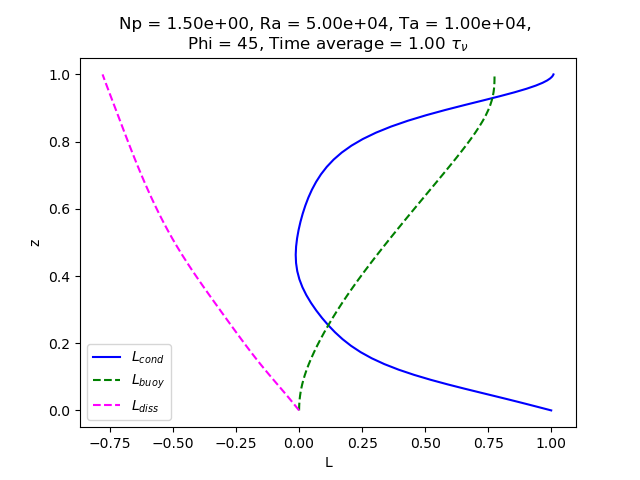 Np = 1.50e+00, Ra = 5.00e+04, Ta = 1.00e+04,
Phi = 45, Time average = 1.00 τ_ν
1.0
0.8
0.6
z
0.4
0.2
0.0
L_cond
L_buoy
L_diss
−0.75 −0.50 −0.25 0.00 0.25 0.50 0.75 1.00
L